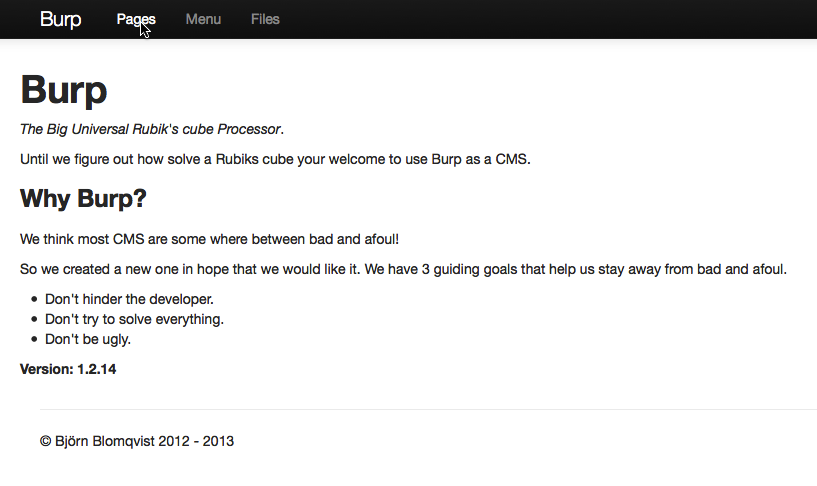 Burp Pages Menu Files
Burp
The Big Universal Rubik's cube Processor.
Until we figure out how solve a Rubiks cube your welcome to use Burp as a CMS.
Why Burp?
We think most CMS are some where between bad and afoul!
So we created a new one in hope that we would like it. We have 3 guiding goals that help us stay away from bad and afoul.
• Don't hinder the developer.
• Don't try to solve everything.
• Don't be ugly.
Version: 1.2.14
© Björn Blomqvist 2012 - 2013